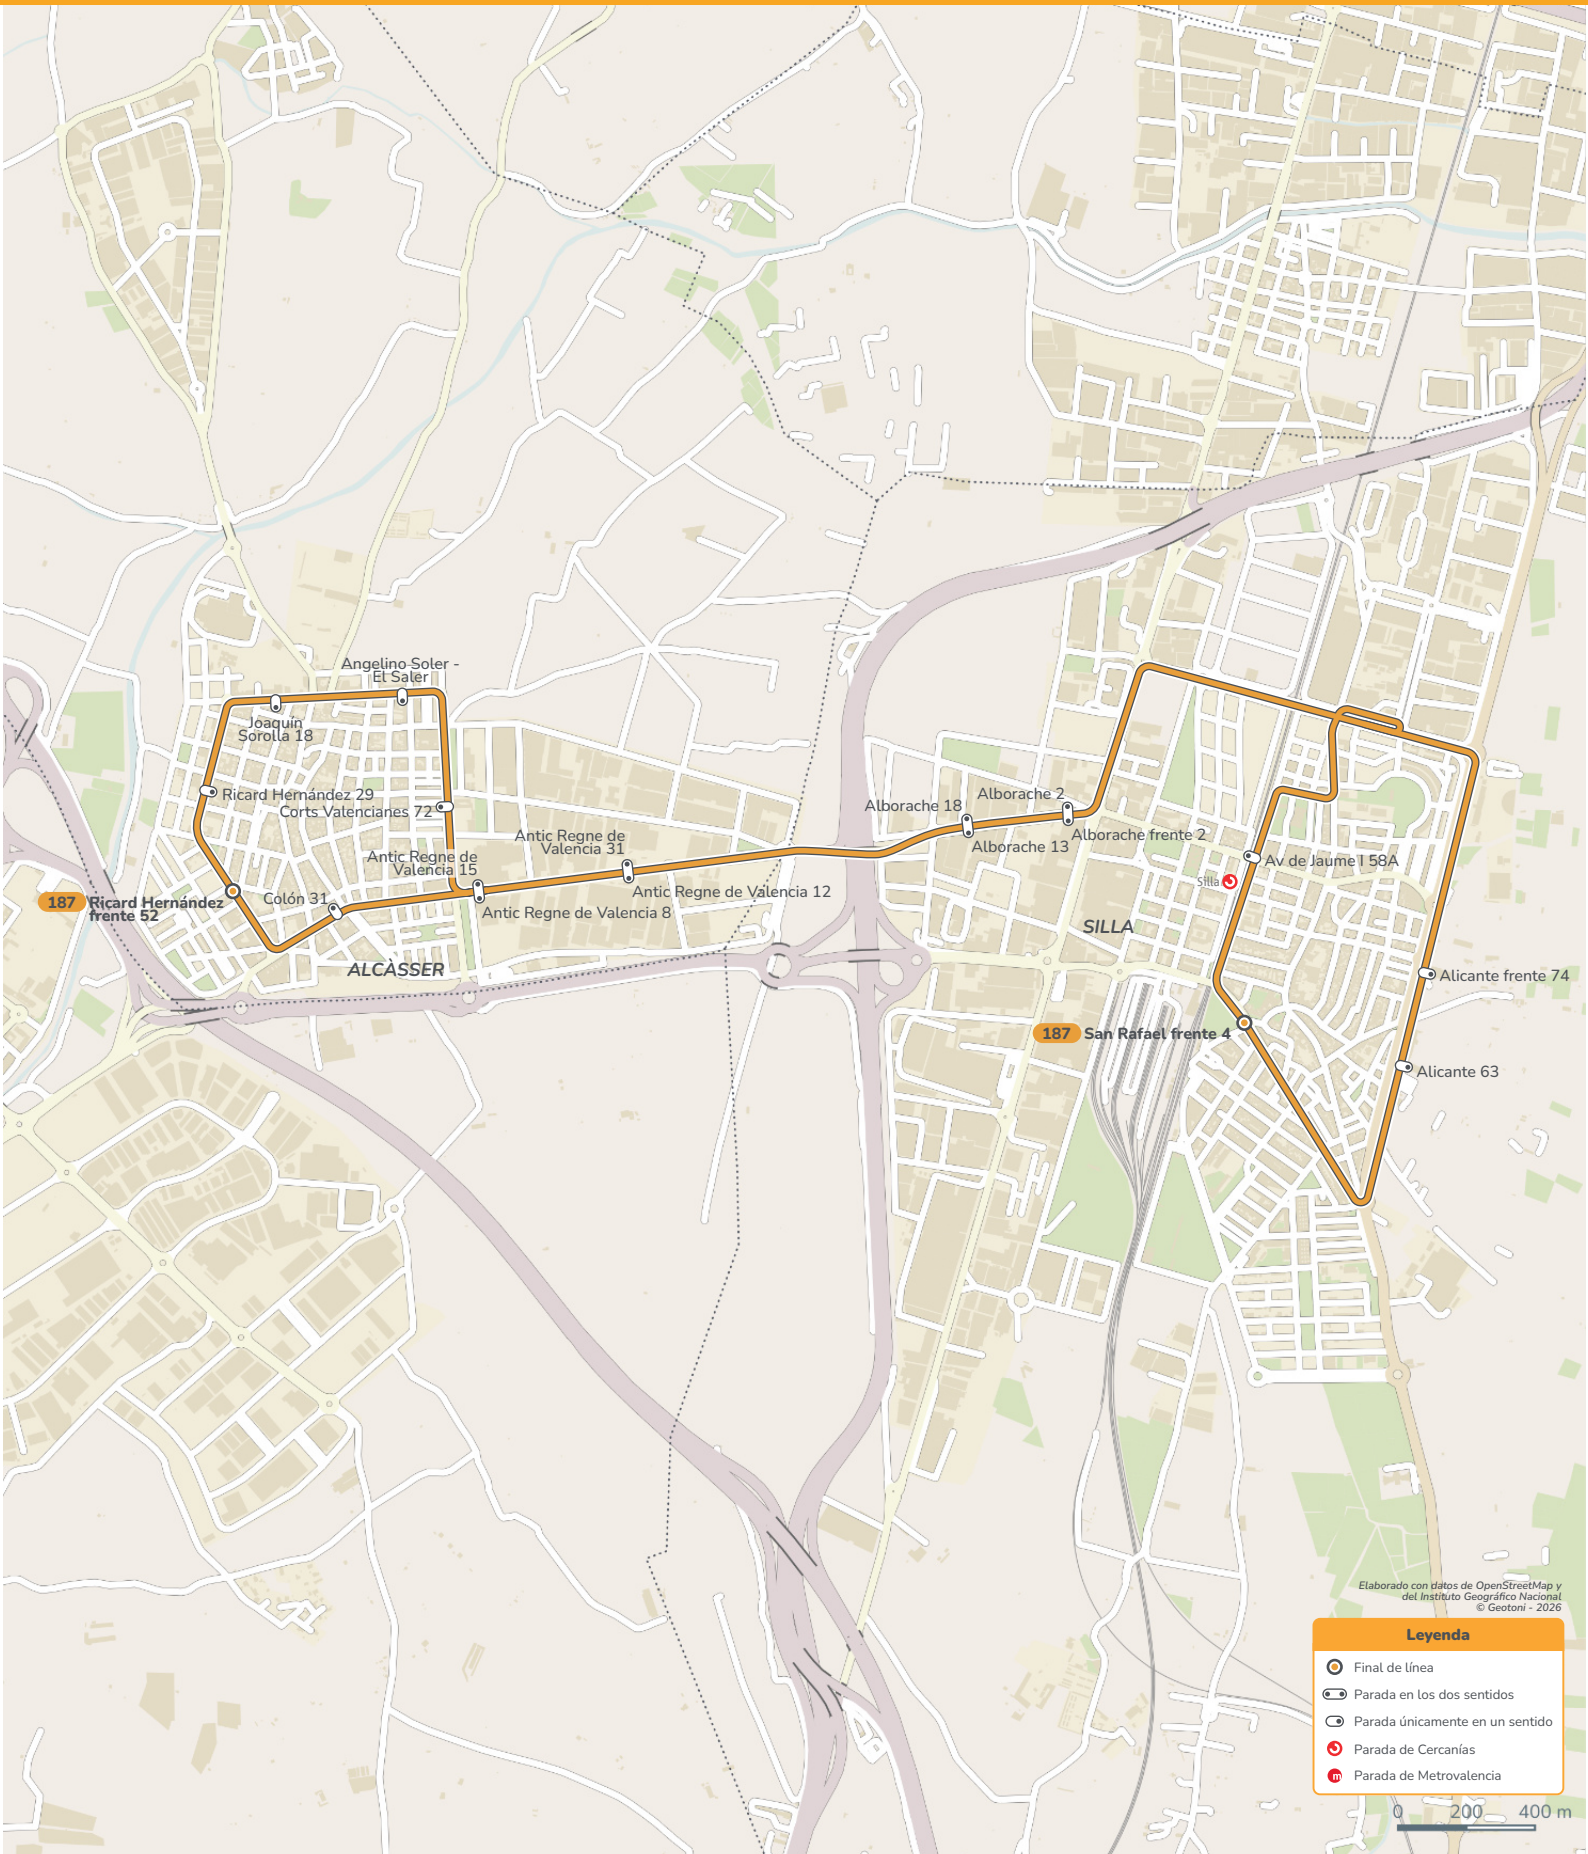 Angelino Soler -
El Saler
Joaquín
Sorolla 18
Ricard Hernández 29
Corts Valencianes 72
Alborache 18
Alborache 2
Alborache frente 2
Alborache 13
Antic Regne de
Valencia 31
Antic Regne de
Valencia 15
Av de Jaume I 58A
Silla
Antic Regne de Valencia 12
Antic Regne de Valencia 8
Colón 31
187 Ricard Hernández
frente 52
SILLA
ALCÀSSER
Alicante frente 74
187 San Rafael frente 4
Alicante 63
Elaborado con datos de OpenStreetMap y
del Instituto Geográfico Nacional
© Geotoni - 2026
Leyenda
Final de línea
Parada en los dos sentidos
Parada únicamente en un sentido
Parada de Cercanías
m Parada de Metrovalencia
0 200 400 m